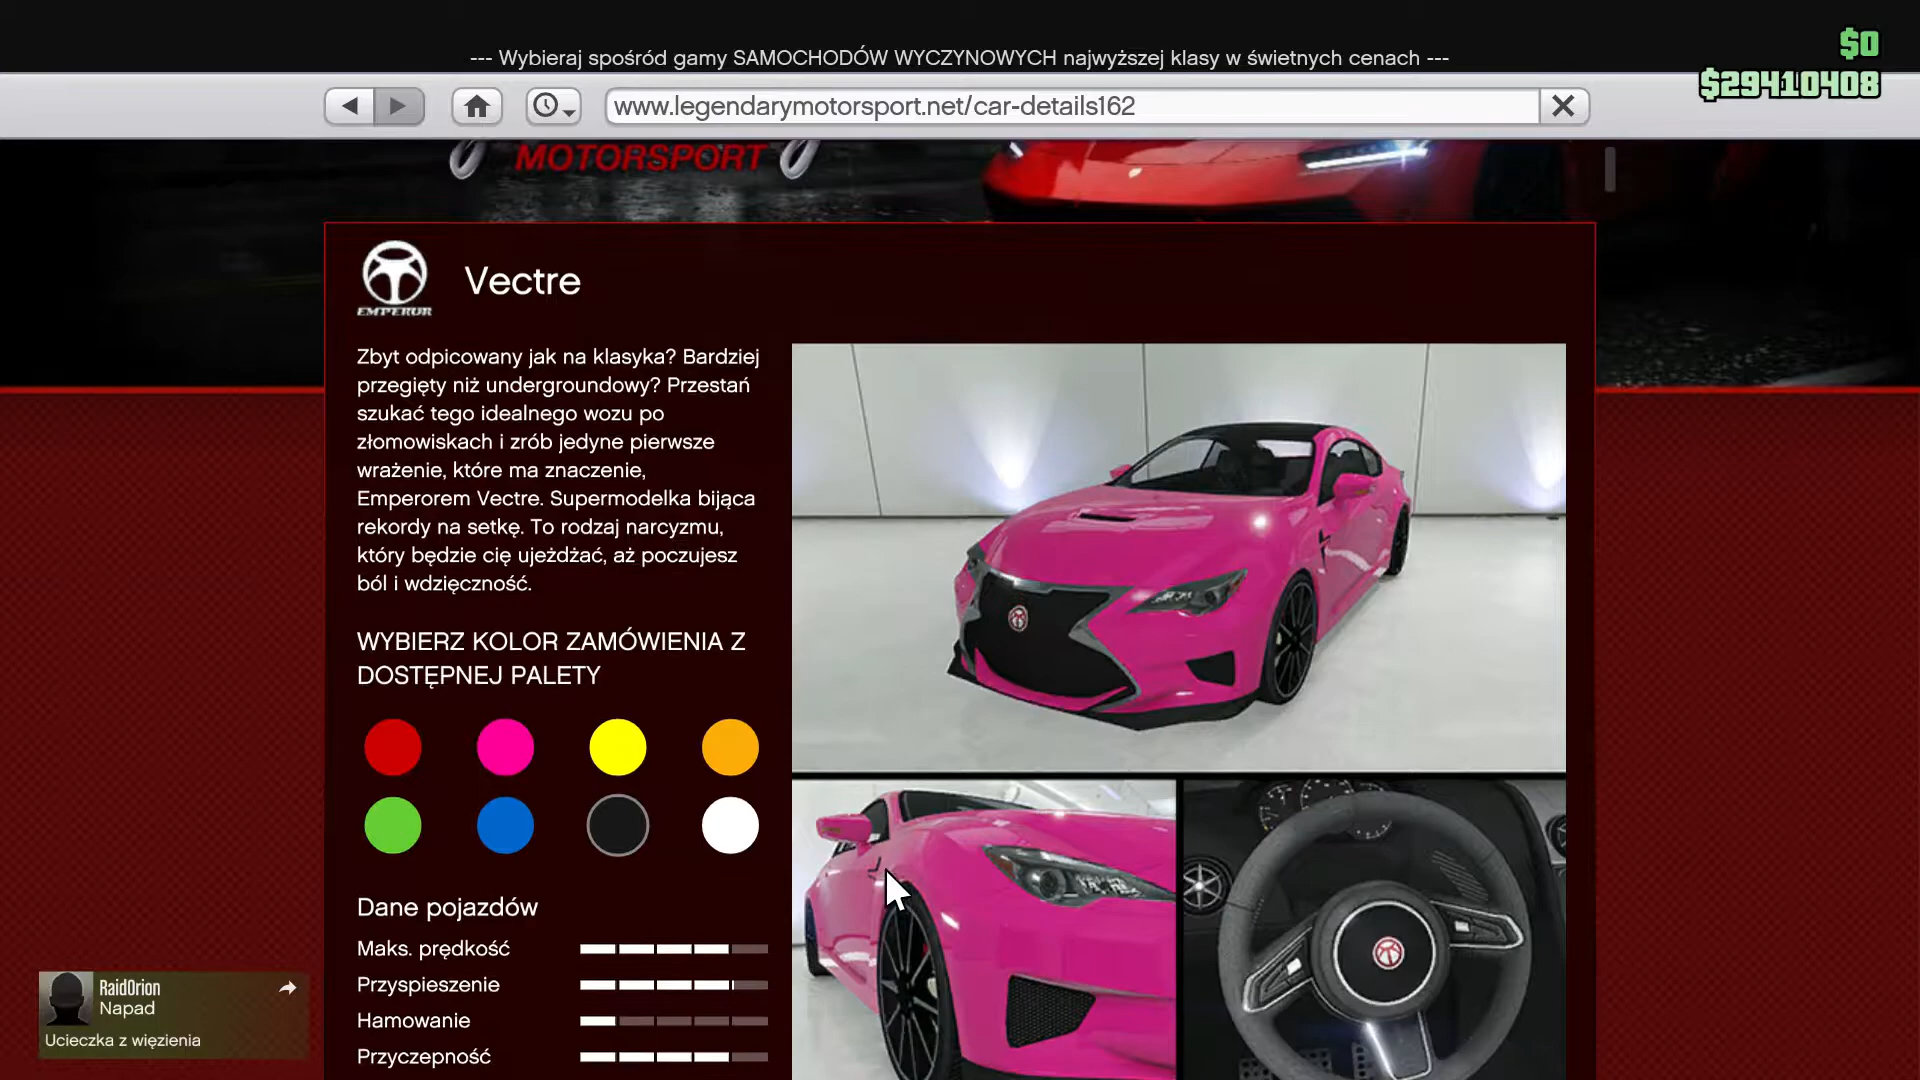 --- Wybieraj spośród gamy SAMOCHODÓW WYCZYNOWYCH najwyższej klasy w świetnych cenach ---
$0
$29410408
www.legendarymotorsport.net/car-details162
MOTORSPORT
EMPEROR
Vectre
Zbyt odpicowany jak na klasyka? Bardziej
przegięty niż undergroundowy? Przestań
szukać tego idealnego wozu po
złomowiskach i zrób jedyne pierwsze
wrażenie, które ma znaczenie,
Emperorem Vectre. Supermodelka bijąca
rekordy na setkę. To rodzaj narcyzmu,
który będzie cię ujeżdżać, aż poczujesz
ból i wdzięczność.
WYBIERZ KOLOR ZAMÓWIENIA Z
DOSTĘPNEJ PALETY
Dane pojazdów
Maks. prędkość
Przyspieszenie
Hamowanie
Przyczepność
RaidOrion
Napad
Ucieczka z więzienia